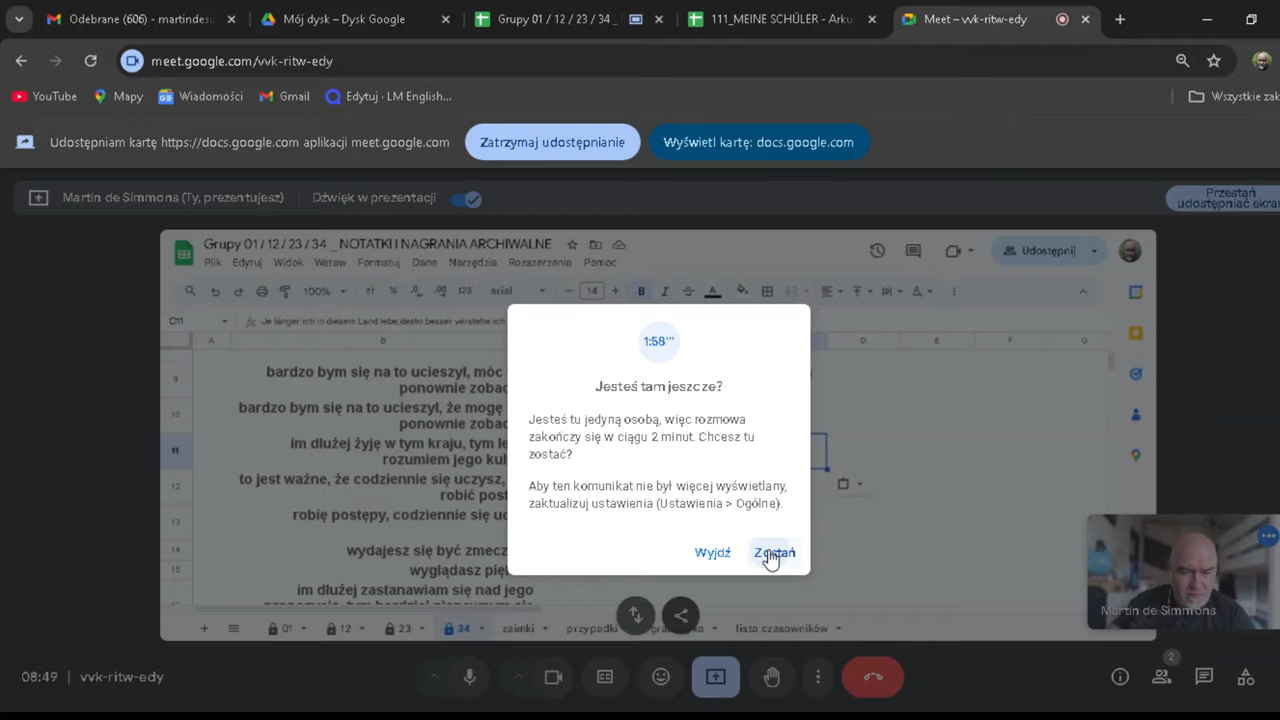 Odebrane (606) - martindesi
Mój dysk – Dysk Google
Grupy 01 / 12 / 23 / 34 _
111_MEINE SCHÜLER - Arku
Meet – vvk-ritw-edy
meet.google.com/vvk-ritw-edy
YouTube
Mapy
Wiadomości
Gmail
Edytuj · LM English...
Wszystkie zak
Udostępniam kartę https://docs.google.com aplikacji meet.google.com
Zatrzymaj udostępnianie
Wyświetl kartę: docs.google.com
Martin de Simmons (Ty, prezentujesz)
Dźwięk w prezentacji
Przestań
udostępniać ekra
Grupy 01 / 12 / 23 / 34 _ NOTATKI I NAGRANIA ARCHIWALNE
Plik Edytuj Widok Wstaw Formatuj Dane Narzędzia Rozszerzenia Pomoc
Udostępnij
100% 123 arial 14 B I A
C11 Je länger ich in diesem Land lebe, desto besser verstehe ich
A B D E F G
9 bardzo bym się na to ucieszył, móc
ponownie zobac
10 bardzo bym się na to ucieszył, że mogę
ponownie zobac
11 im dłużej żyję w tym kraju, tym le
rozumiem jego kul
12 to jest ważne, że codziennie się uczysz,
robić post
13 robię postępy, codziennie się uc
14 wydajesz się być zmecz
wyglądasz pię
im dłużej zastanawiam się nad jego
1:58
Jesteś tam jeszcze?
Jesteś tu jedyną osobą, więc rozmowa
zakończy się w ciągu 2 minut. Chcesz tu
zostać?
Aby ten komunikat nie był więcej wyświetlany,
zaktualizuj ustawienia (Ustawienia > Ogólne).
Wyjdź
Zostań
Martin de Simmons
01 12 23 34 zaimki przypadki lista czasowników
08:49 vvk-ritw-edy
2